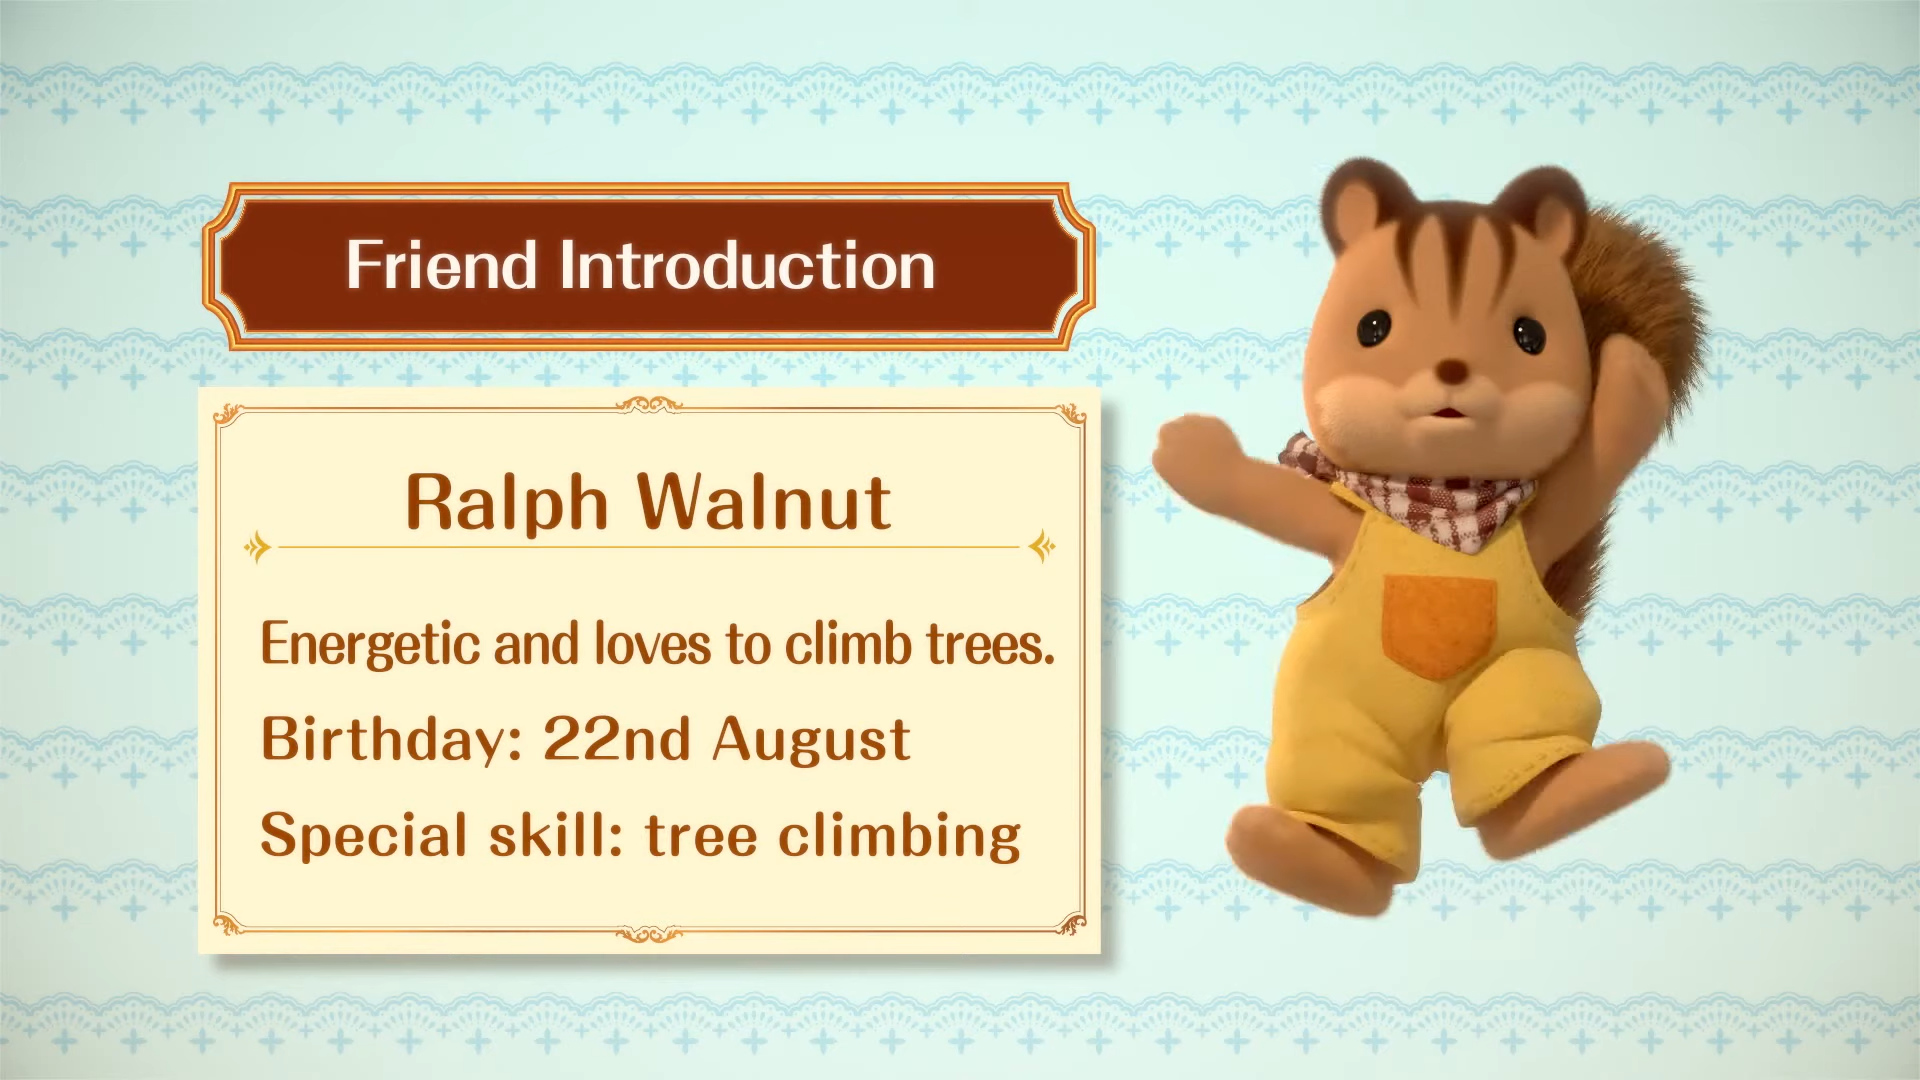 Friend Introduction
Ralph Walnut
Energetic and loves to climb trees.
Birthday: 22nd August
Special skill: tree climbing